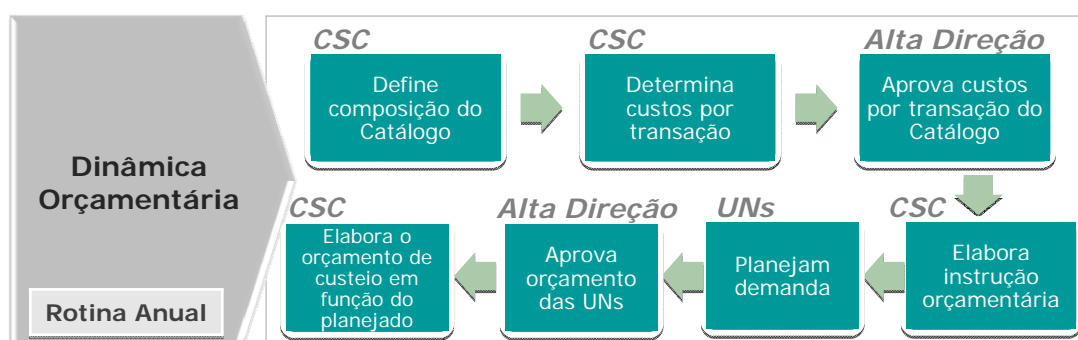 Dinâmica
Orçamentária
Rotina Anual
CSC
Define
composição do
Catálogo
CSC
Determina
custos por
transação
Alta Direção
Aprova custos
por transação do
Catálogo
CSC
Elabora
instrução
orçamentária
UNs
Planejam
demanda
Alta Direção
Aprova
orçamento
das UNs
CSC
Elabora o
orçamento de
custeio em
função do
planejado